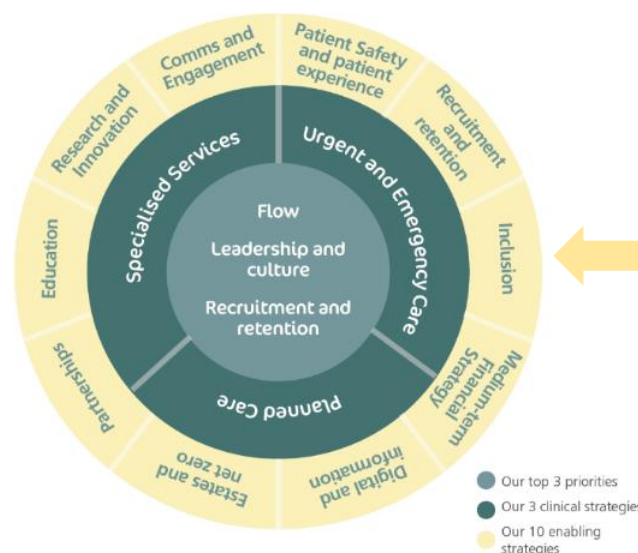 Comms and
Engagement
Patient Safety
and patient
experience
Recruitment
and
retention
Inclusion
Medium-term
Financial
Strategy
Digital and
information
Estates and
net zero
Partnerships
Education
Research and
Innovation
Specialised Services
Urgent and Emergency Care
Planned Care
Flow
Leadership and
culture
Recruitment and
retention
Our top 3 priorities
Our 3 clinical strategies
Our 10 enabling
strategies